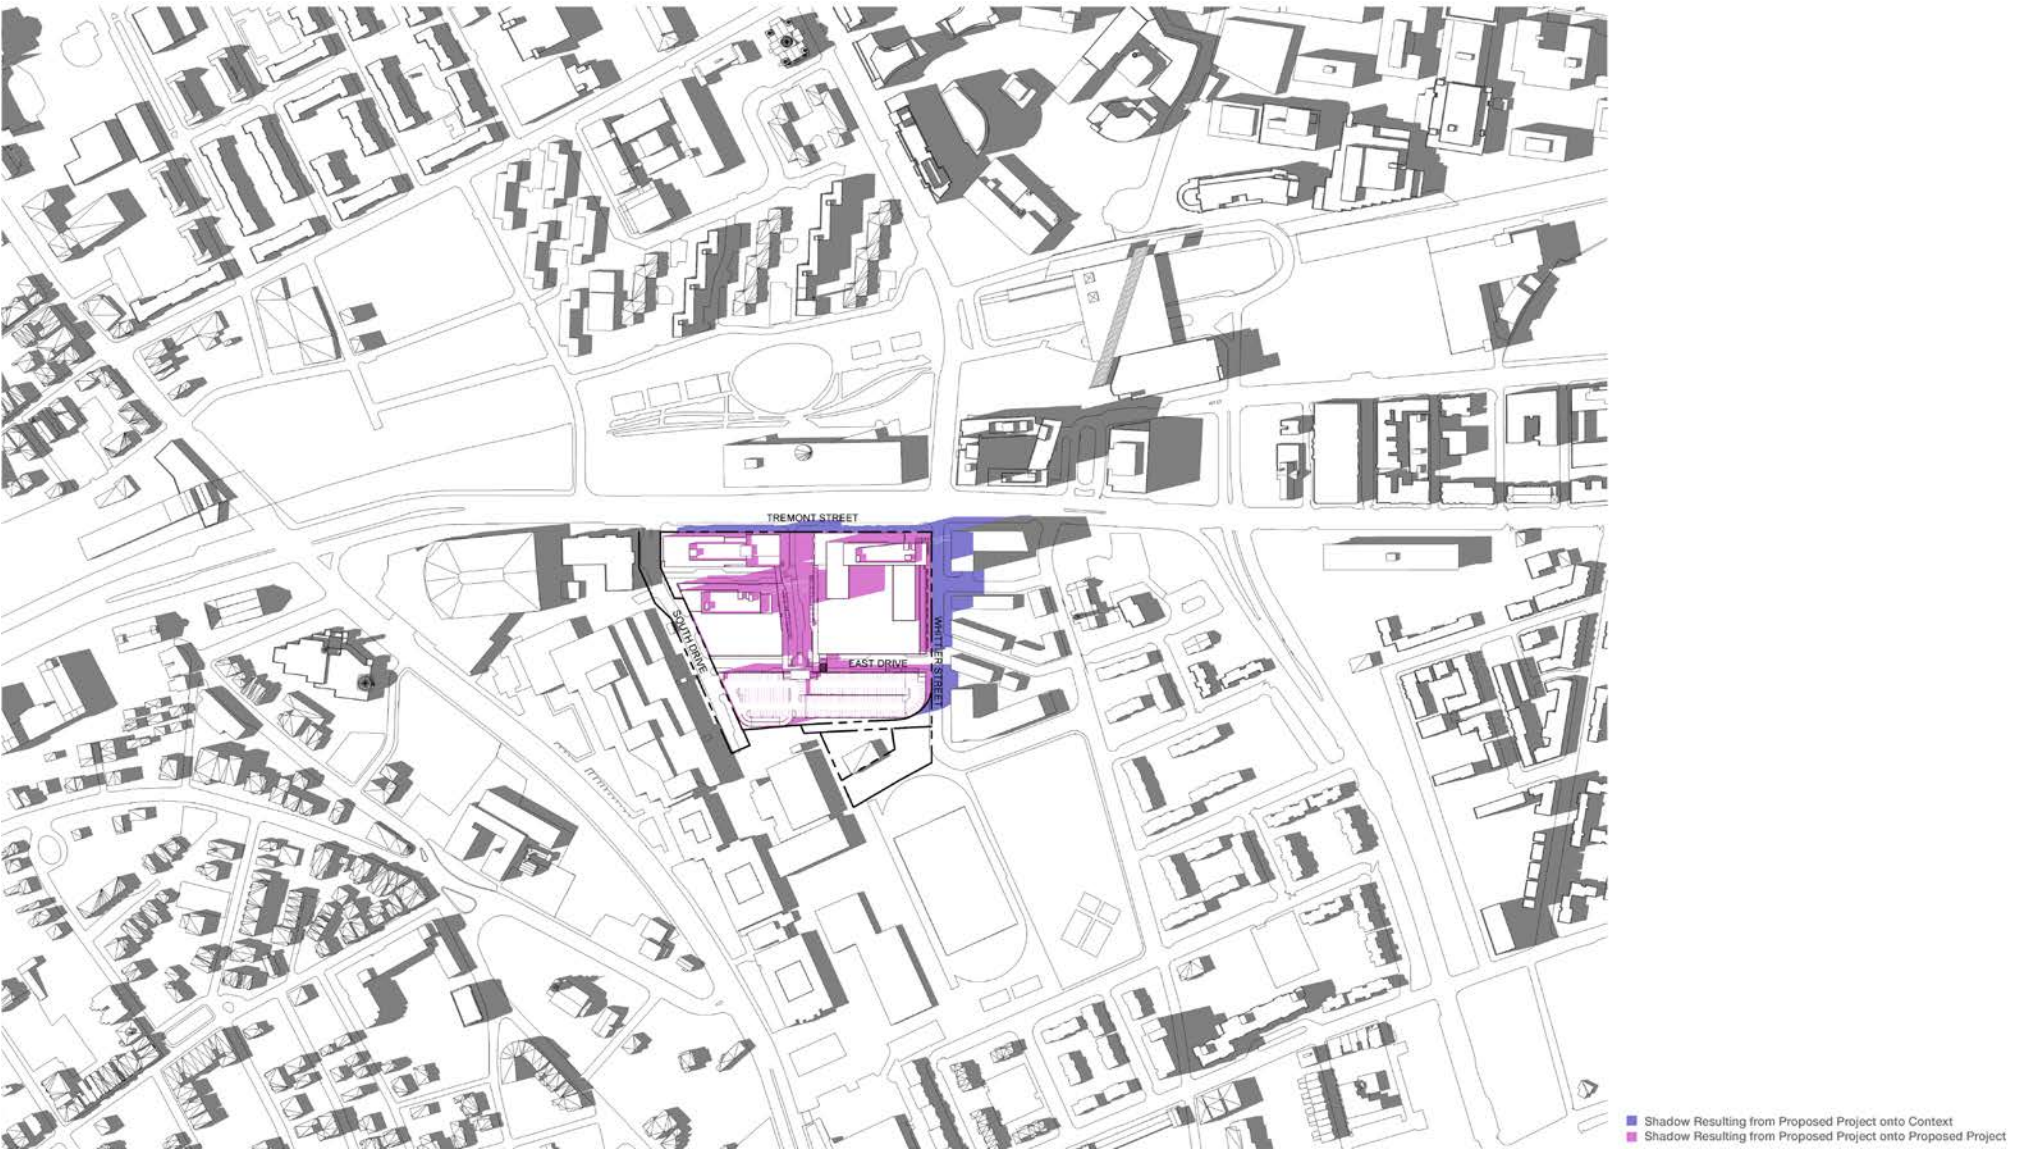 TREMONT STREET
SOUTH DRIVE
WHITTIER STREET
EAST DRIVE
Shadow Resulting from Proposed Project onto Context
Shadow Resulting from Proposed Project onto Proposed Project